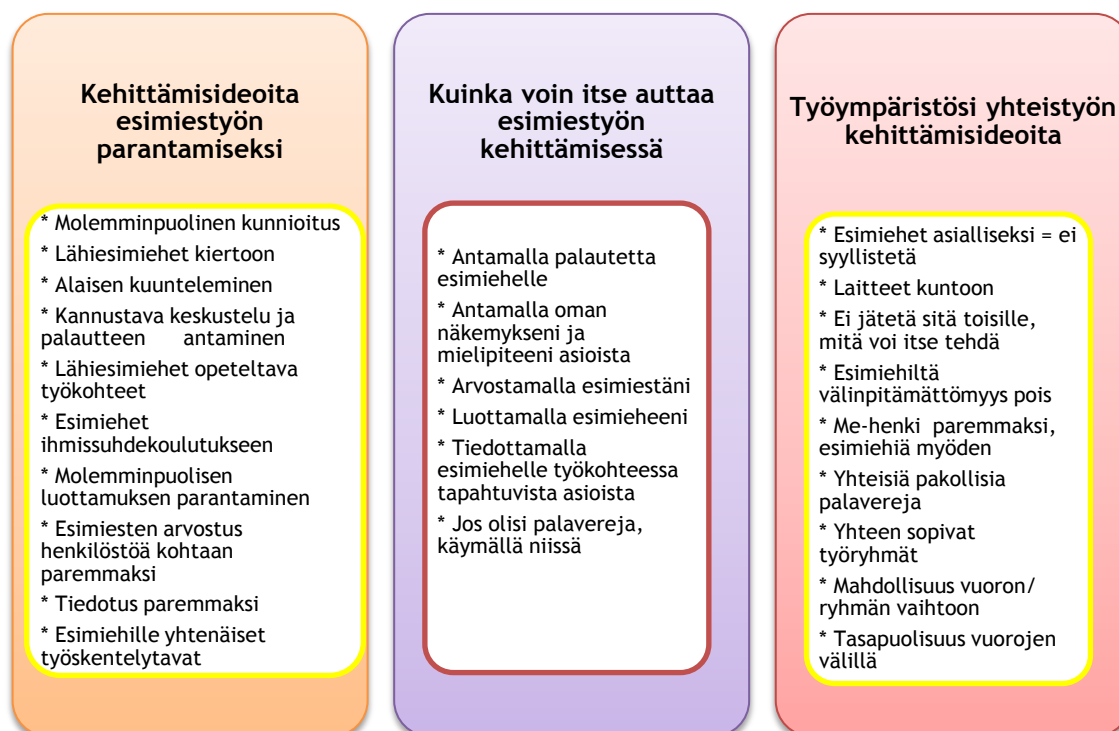 Kehittämisideoita
esimiestyön
parantamiseksi
* Molemminpuolinen kunnioitus
* Lähiesimiehet kiertoon
* Alaisen kuunteleminen
* Kannustava keskustelu ja
palautteen antaminen
* Lähiesimiehet opeteltava
työkohteet
* Esimiehet
ihmissuhdekoulutukseen
* Molemminpuolisen
luottamuksen parantaminen
* Esimiesten arvostus
henkilöstöä kohtaan
paremmaksi
* Tiedotus paremmaksi
* Esimiehille yhtenäiset
työskentelytavat
Kuinka voin itse auttaa
esimiestyön
kehittämisessä
* Antamalla palautetta
esimiehelle
* Antamalla oman
näkemykseni ja
mielipiteeni asioista
* Arvostamalla esimiestäni
* Luottamalla esimieheeni
* Tiedottamalla
esimiehelle työkohteessa
tapahtuvista asioista
* Jos olisi palavereja,
käymällä niissä
Työympäristösi yhteistyön
kehittämisideoita
* Esimiehet asialliseksi = ei
syyllistetä
* Laitteet kuntoon
* Ei jätetä sitä toisille,
mitä voi itse tehdä
* Esimiehiltä
välinpitämättömyys pois
* Me-henki paremmaksi,
esimiehiä myöden
* Yhteisiä pakollisia
palavereja
* Yhteen sopivat
työryhmät
* Mahdollisuus vuoron/
ryhmän vaihtoon
* Tasapuolisuus vuorojen
välillä